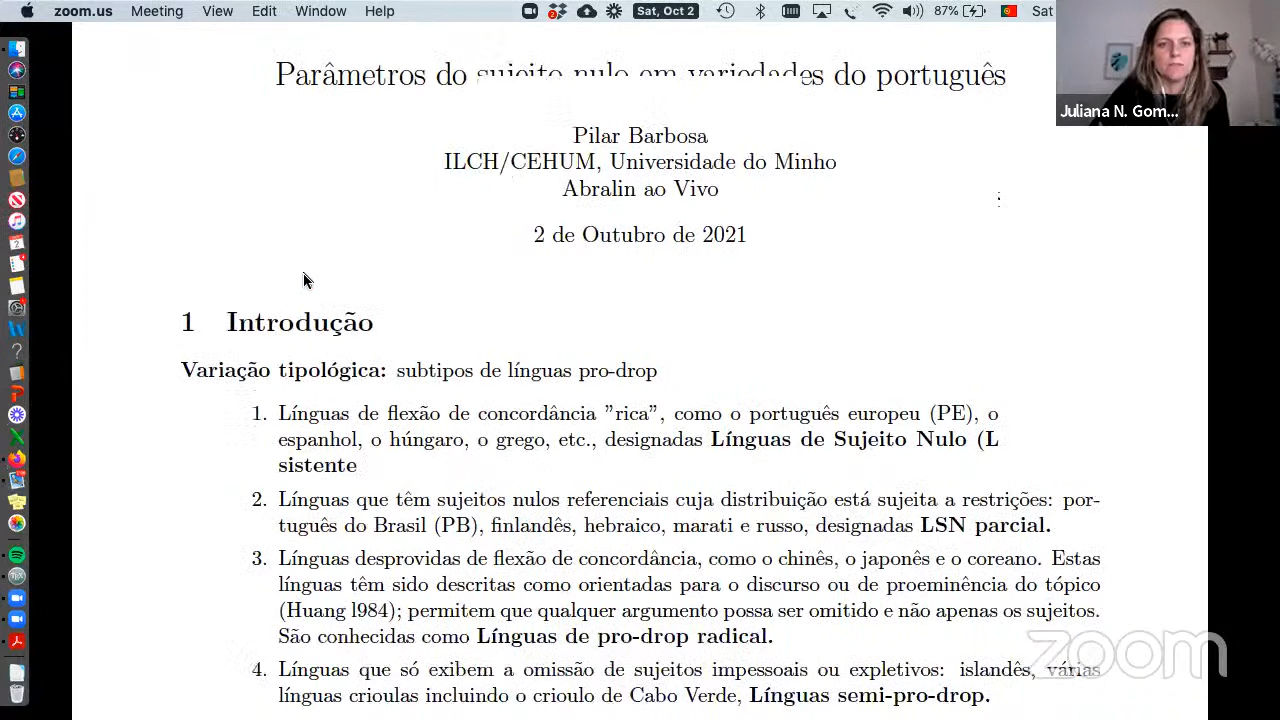 zoom.us Meeting View Edit Window Help Sat, Oct 2 87% Sat
Juliana N. Gom...
Parâmetros do sujeito nulo em variedades do português
Pilar Barbosa
ILCH/CEHUM, Universidade do Minho
Abralin ao Vivo
2 de Outubro de 2021
1 Introdução
Variação tipológica: subtipos de línguas pro-drop
1. Línguas de flexão de concordância ”rica”, como o português europeu (PE), o
espanhol, o húngaro, o grego, etc., designadas Línguas de Sujeito Nulo (L
sistente
2. Línguas que têm sujeitos nulos referenciais cuja distribuição está sujeita a restrições: por-
tuguês do Brasil (PB), finlandês, hebraico, marati e russo, designadas LSN parcial.
3. Línguas desprovidas de flexão de concordância, como o chinês, o japonês e o coreano. Estas
línguas têm sido descritas como orientadas para o discurso ou de proeminência do tópico
(Huang l984); permitem que qualquer argumento possa ser omitido e não apenas os sujeitos.
São conhecidas como Línguas de pro-drop radical.
4. Línguas que só exibem a omissão de sujeitos impessoais ou expletivos: islandês, várias
línguas crioulas incluindo o crioulo de Cabo Verde, Línguas semi-pro-drop.
zoom